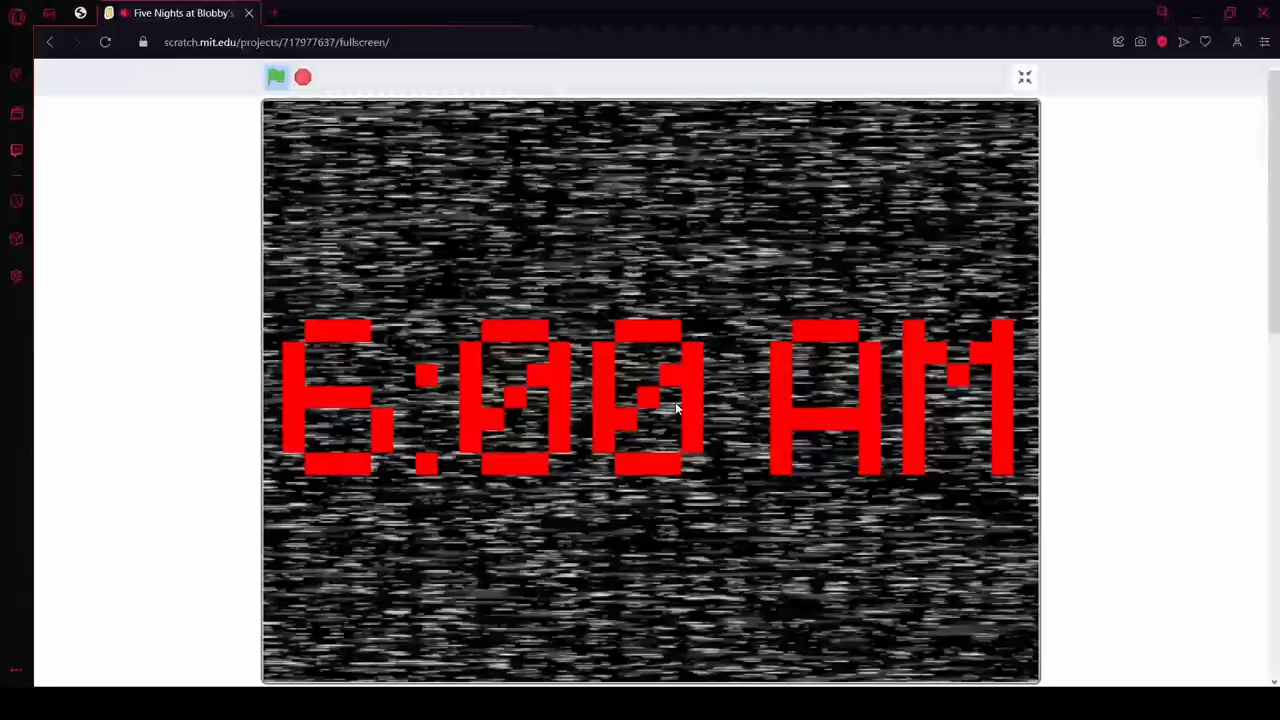 Five Nights at Blobby's
scratch.mit.edu/projects/717977637/fullscreen/
6:00 AM